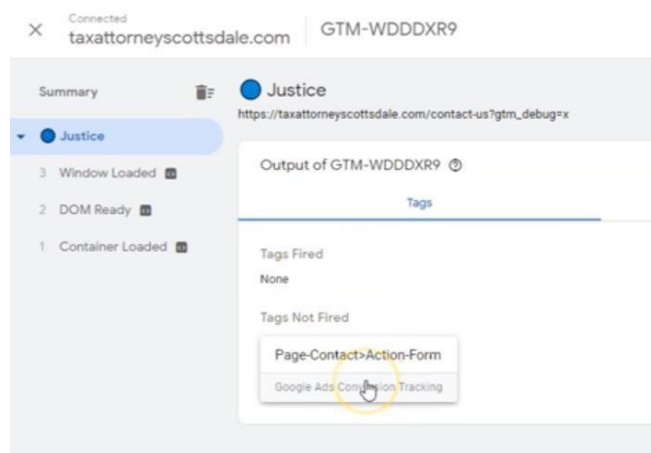 Connected
taxattorneyscottsdale.com
GTM-WDDDXR9
Summary
Justice
3 Window Loaded
2 DOM Ready
1 Container Loaded
Justice
https://taxattorneyscottsdale.com/contact-us?gtm_debug=x
Output of GTM-WDDDXR9
Tags
Tags Fired
None
Tags Not Fired
Page-Contact>Action-Form
Google Ads Conversion Tracking